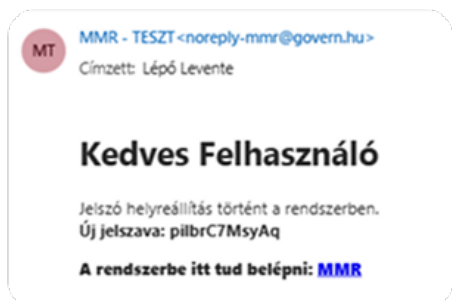 MT
MMR - TESZT <noreply-mmr@govern.hu>
Címzett: Lépő Levente
Kedves Felhasználó
Jelszó helyreállítás történt a rendszerben.
Új jelszava: pilbrC7MsyAq
A rendszerbe itt tud belépni: MMR